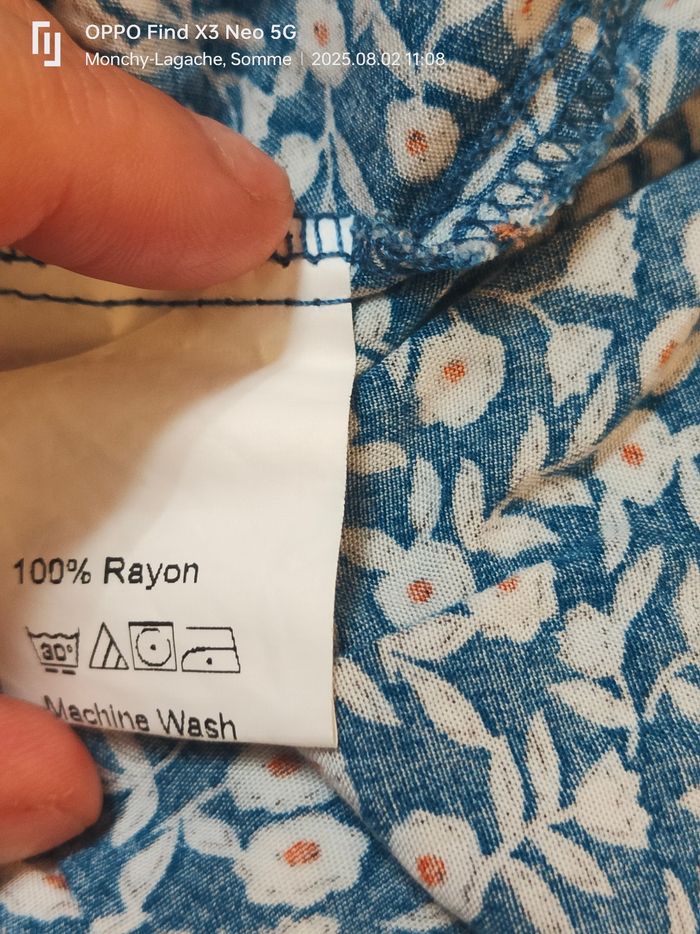 OPPO Find X3 Neo 5G
Monchy-Lagache, Somme | 2025.08.02 11:08
100% Rayon
30°
Machine Wash